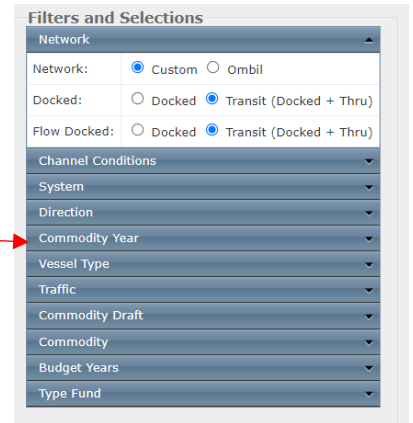 Filters and Selections
Network
Network: Custom Ombil
Docked: Docked Transit (Docked + Thru)
Flow Docked: Docked Transit (Docked + Thru)
Channel Conditions
System
Direction
Commodity Year
Vessel Type
Traffic
Commodity Draft
Commodity
Budget Years
Type Fund